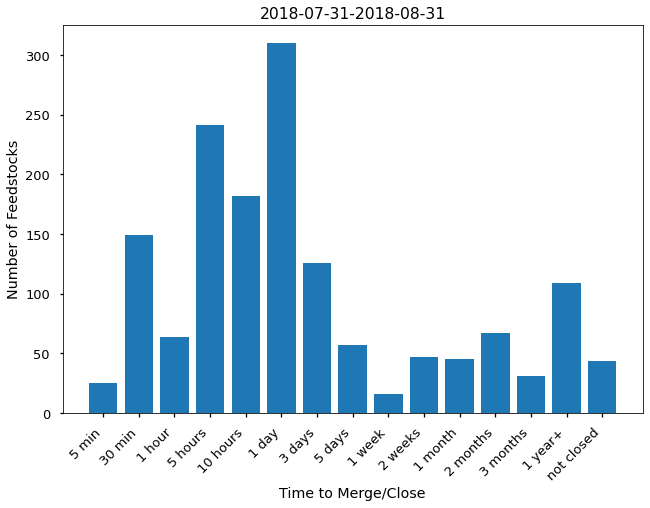 2018-07-31-2018-08-31
Number of Feedstocks
300
250
200
150
100
50
0
5 min
30 min
1 hour
5 hours
10 hours
1 day
3 days
5 days
1 week
2 weeks
1 month
2 months
3 months
1 year+
not closed
Time to Merge/Close